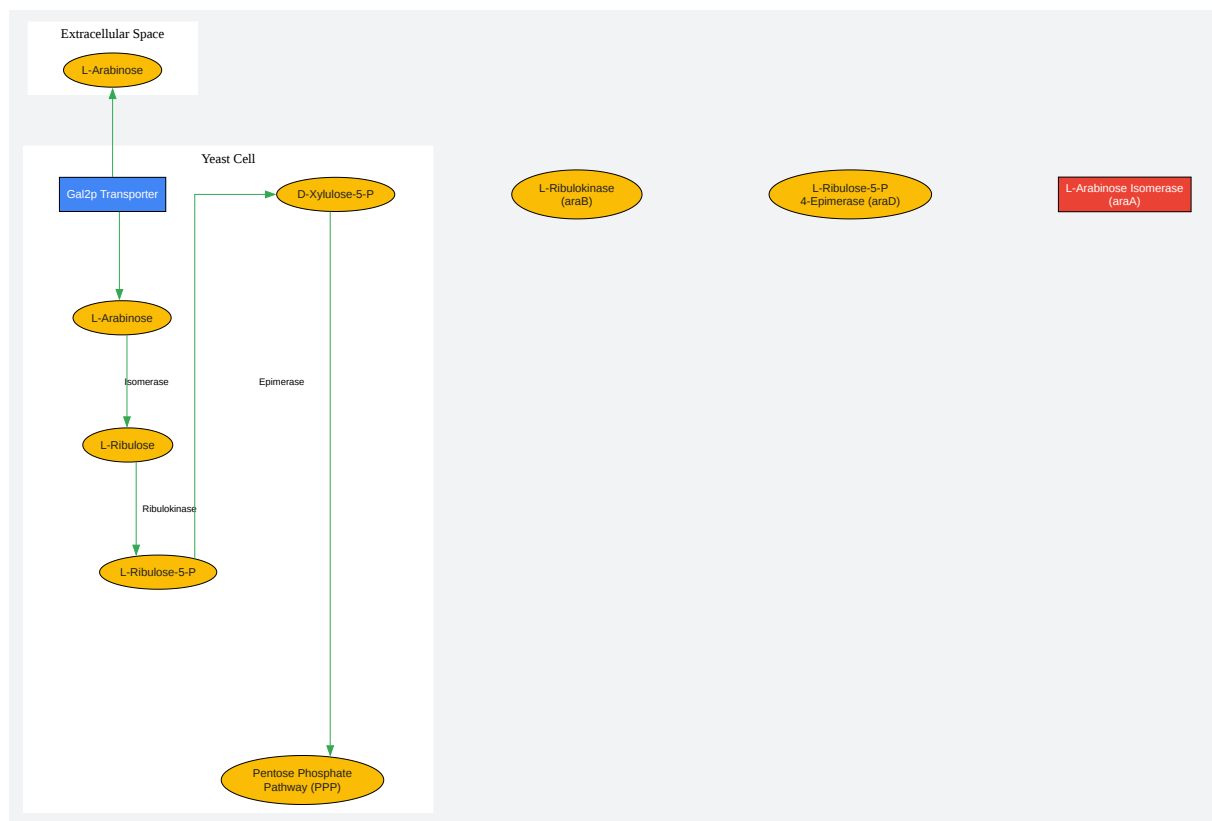 Extracellular Space
L-Arabinose
Yeast Cell
Gal2p Transporter
D-Xylulose-5-P
L-Ribulokinase
(araB)
L-Ribulose-5-P
4-Epimerase (araD)
L-Arabinose Isomerase
(araA)
L-Arabinose
Isomerase
Epimerase
L-Ribulose
Ribulokinase
L-Ribulose-5-P
Pentose Phosphate
Pathway (PPP)